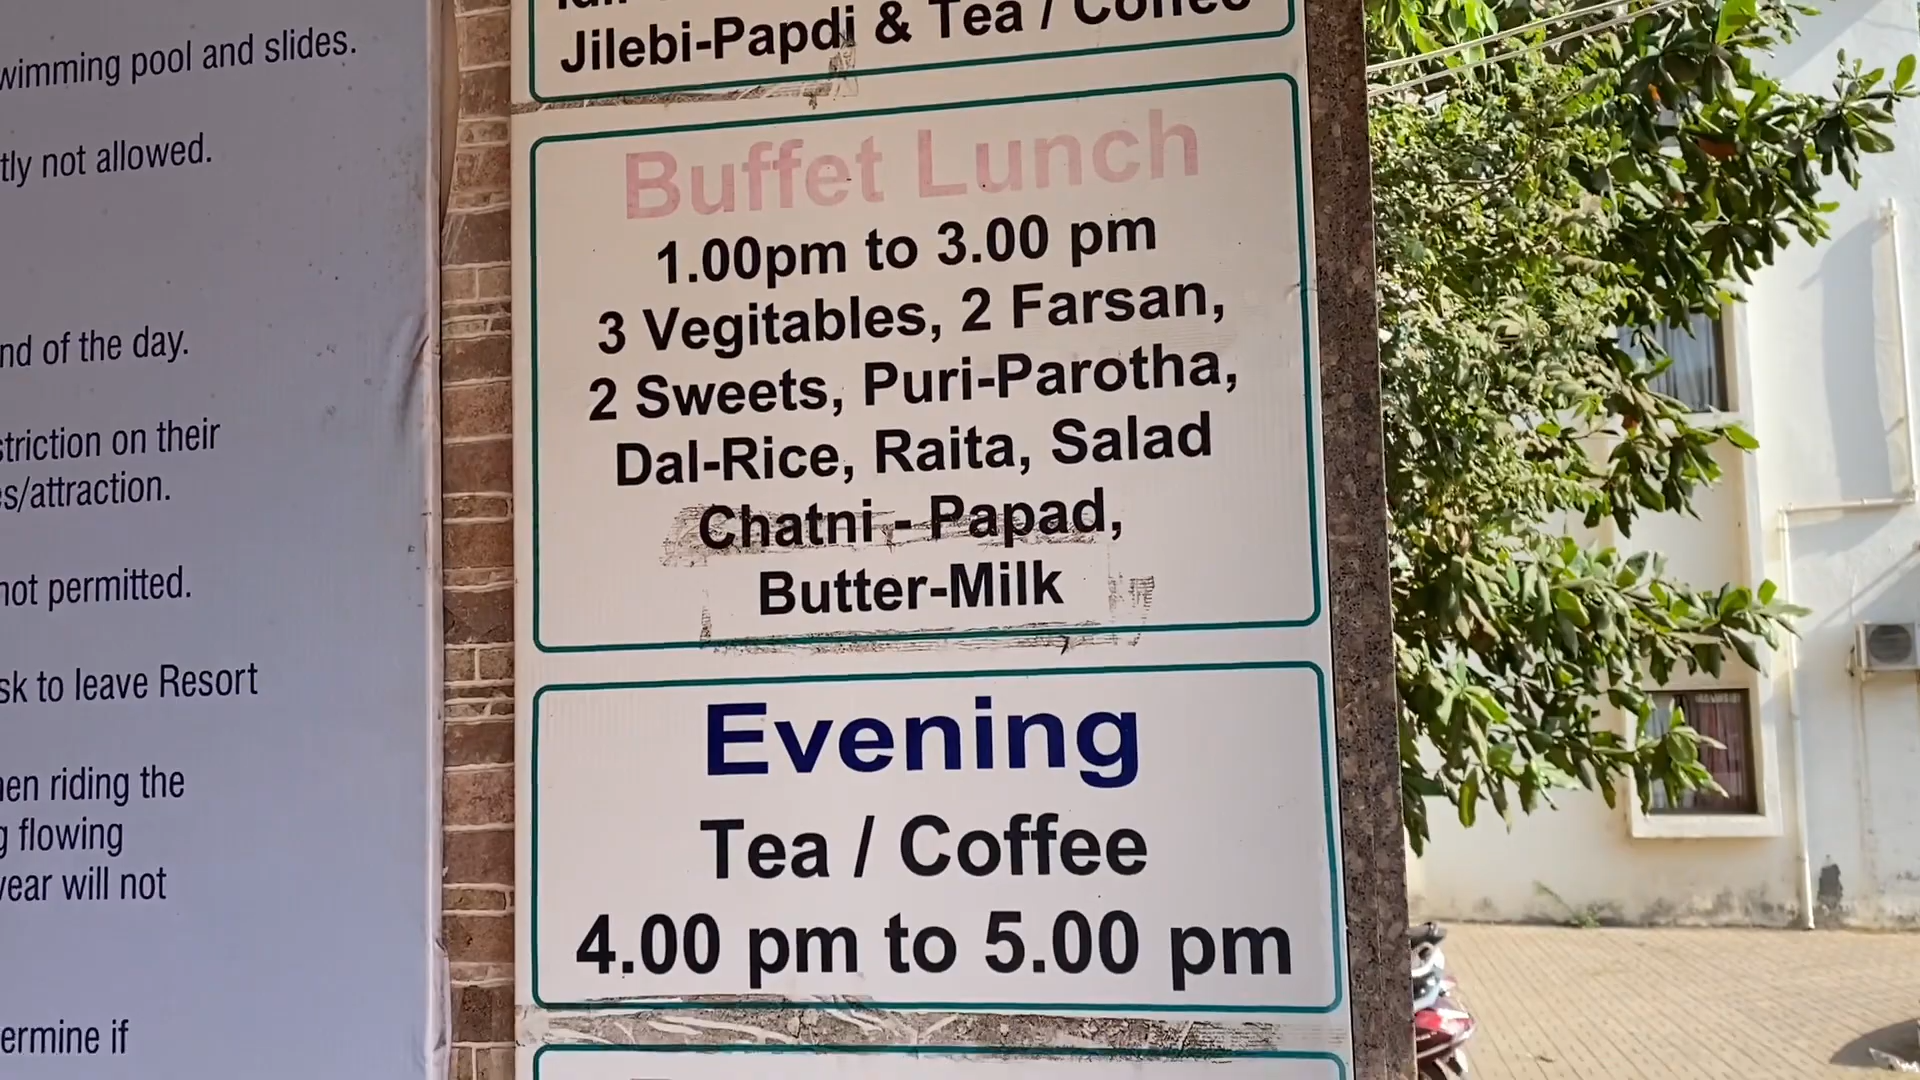 wimming pool and slides.
tly not allowed.
nd of the day.
striction on their
es/attraction.
not permitted.
sk to leave Resort
en riding the
g flowing
wear will not
ermine if
Jilebi-Papdi & Tea / Coffee
Buffet Lunch
1.00pm to 3.00 pm
3 Vegitables, 2 Farsan,
2 Sweets, Puri-Parotha,
Dal-Rice, Raita, Salad
Chatni - Papad,
Butter-Milk
Evening
Tea / Coffee
4.00 pm to 5.00 pm